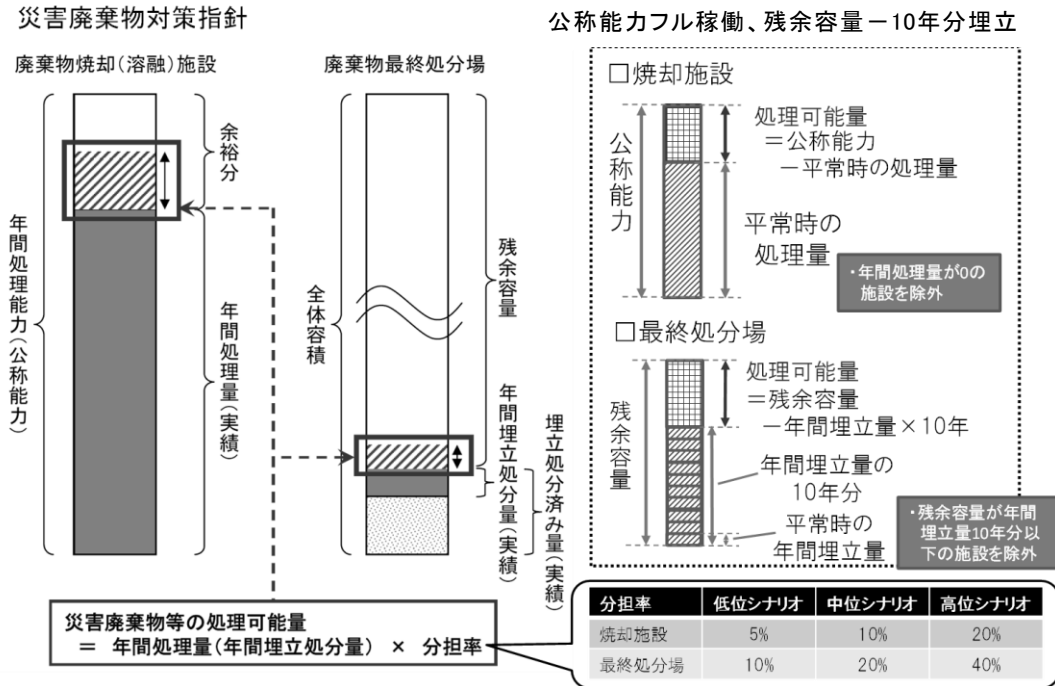 災害廃棄物対策指針
廃棄物焼却(溶融)施設
廃棄物最終処分場
余裕分
年間処理能力(公称能力)
年間処理量(実績)
残余容量
全体容積
年間埋立処分量(実績)
埋立処分済み量(実績)
災害廃棄物等の処理可能量
= 年間処理量(年間埋立処分量) × 分担率
公称能力フル稼働、残余容量-10年分埋立
□焼却施設
公称能力
処理可能量
=公称能力
-平常時の処理量
平常時の
処理量
・年間処理量が0の
施設を除外
□最終処分場
残余容量
処理可能量
=残余容量
-年間埋立量×10年
年間埋立量の
10年分
平常時の
年間埋立量
・残余容量が年間
埋立量10年分以
下の施設を除外
分担率 低位シナリオ 中位シナリオ 高位シナリオ
焼却施設 5% 10% 20%
最終処分場 10% 20% 40%